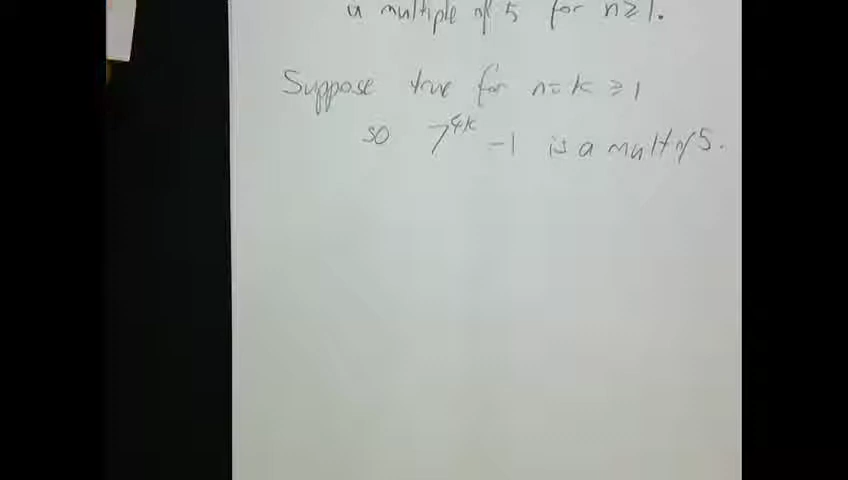 a multiple of 5 for n ≥ 1.
Suppose true for n = k ≥ 1
so 7^{4k} - 1 is a mult of 5.